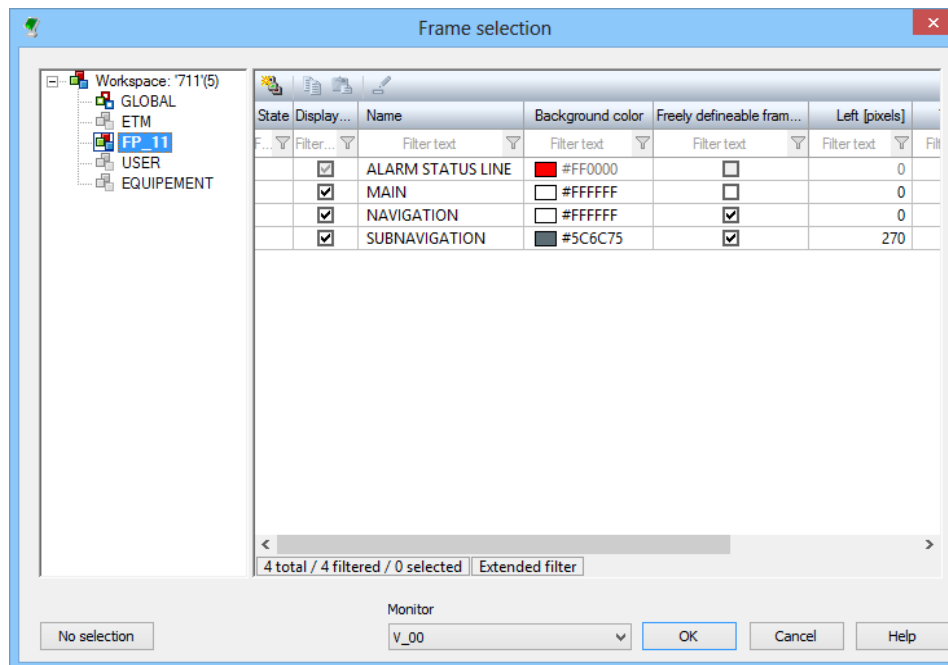 Frame selection
Workspace: '711'(5)
GLOBAL
ETM
FP_11
USER
EQUIPEMENT
State Display... Name Background color Freely defineable fram... Left [pixels]
F... Filter... Filter text Filter text Filter text Filter text Filt
ALARM STATUS LINE #FF0000 0
MAIN #FFFFFF 0
NAVIGATION #FFFFFF 0
SUBNAVIGATION #5C6C75 270
4 total / 4 filtered / 0 selected Extended filter
Monitor
No selection V_00 OK Cancel Help